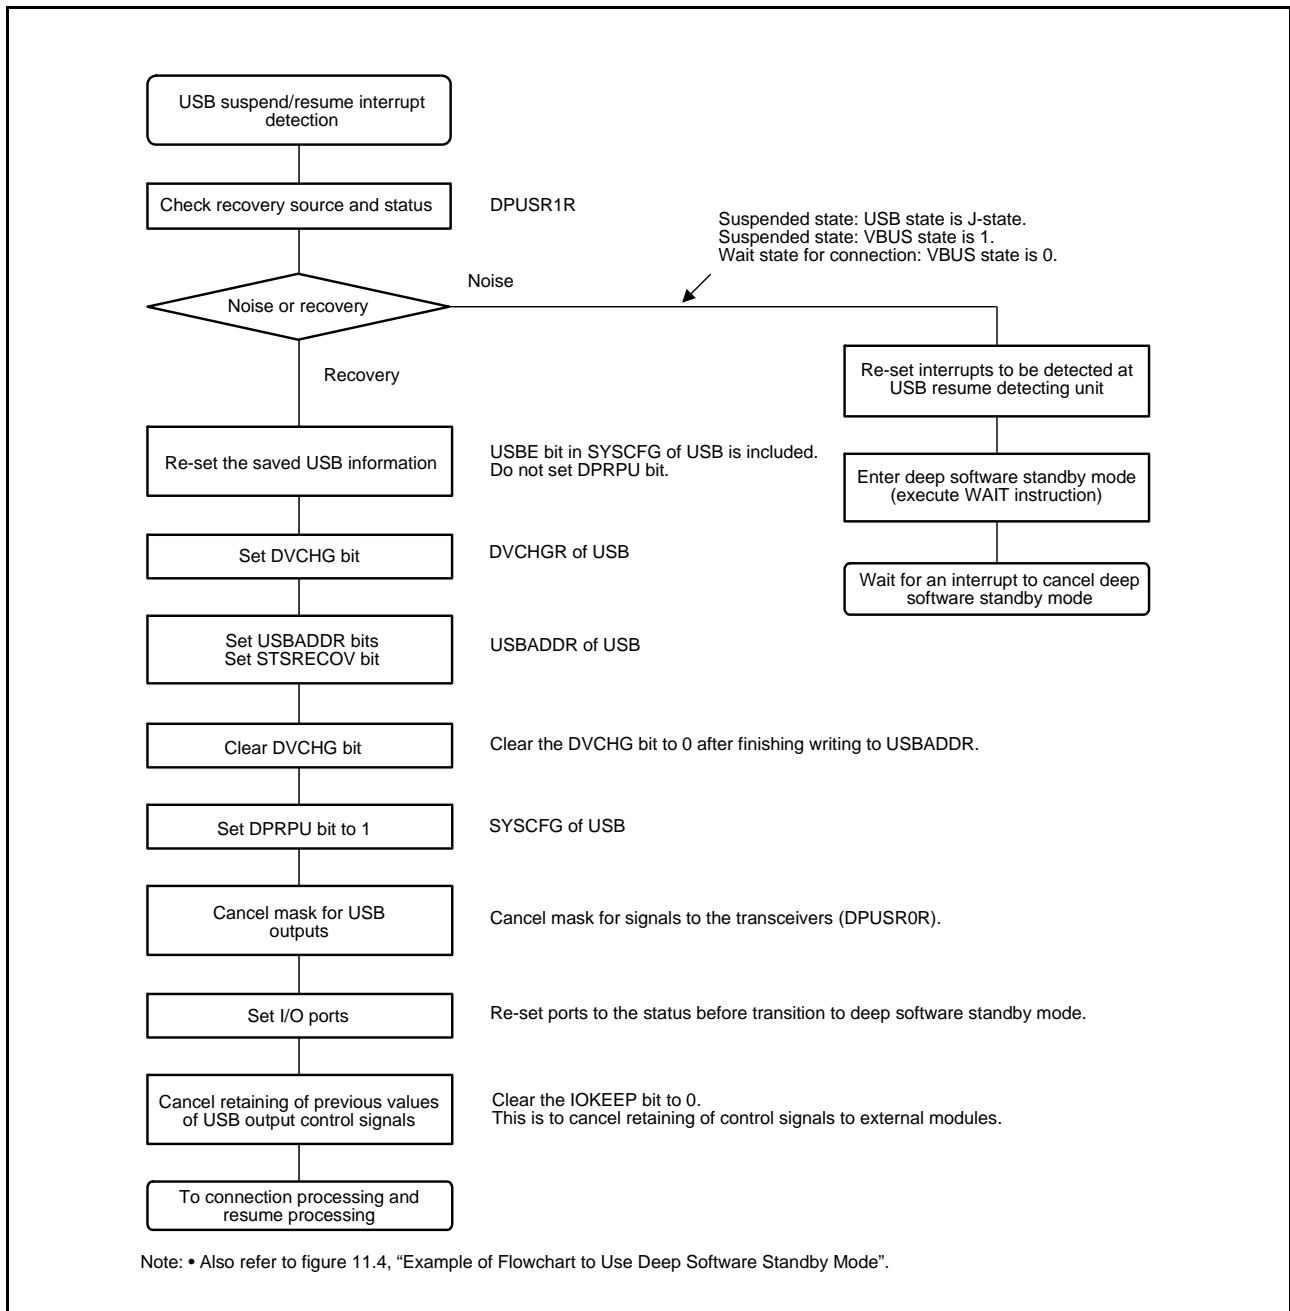 USB suspend/resume interrupt
detection
Check recovery source and status
DPUSR1R
Suspended state: USB state is J-state.
Suspended state: VBUS state is 1.
Wait state for connection: VBUS state is 0.
Noise
Noise or recovery
Recovery
Re-set interrupts to be detected at
USB resume detecting unit
Enter deep software standby mode
(execute WAIT instruction)
Wait for an interrupt to cancel deep
software standby mode
Re-set the saved USB information
USBE bit in SYSCFG of USB is included.
Do not set DPRPU bit.
Set DVCHG bit
DVCHGR of USB
Set USBADDR bits
Set STSRECOV bit
USBADDR of USB
Clear DVCHG bit
Clear the DVCHG bit to 0 after finishing writing to USBADDR.
Set DPRPU bit to 1
SYSCFG of USB
Cancel mask for USB
outputs
Cancel mask for signals to the transceivers (DPUSR0R).
Set I/O ports
Re-set ports to the status before transition to deep software standby mode.
Cancel retaining of previous values
of USB output control signals
Clear the IOKEEP bit to 0.
This is to cancel retaining of control signals to external modules.
To connection processing and
resume processing
Note: • Also refer to figure 11.4, “Example of Flowchart to Use Deep Software Standby Mode”.